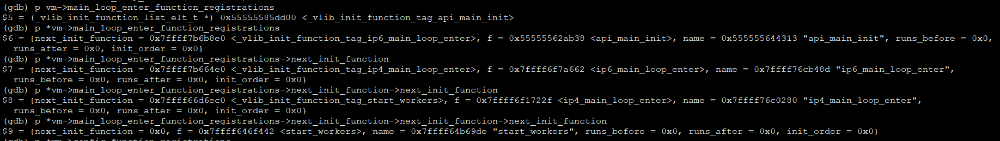 (gdb) p vm->main_loop_enter_function_registrations
$5 = (_vlib_init_function_list_elt_t *) 0x55555585dd00 <_vlib_init_function_tag_api_main_init>
(gdb) p *vm->main_loop_enter_function_registrations
$6 = {next_init_function = 0x7ffff7b6b8e0 <_vlib_init_function_tag_ip6_main_loop_enter>, f = 0x55555562ab38 <api_main_init>, name = 0x555555644313 "api_main_init", runs_before = 0x0,
runs_after = 0x0, init_order = 0x0}
(gdb) p *vm->main_loop_enter_function_registrations->next_init_function
$7 = {next_init_function = 0x7ffff7b664e0 <_vlib_init_function_tag_ip4_main_loop_enter>, f = 0x7ffff6f7a662 <ip6_main_loop_enter>, name = 0x7ffff76cb48d "ip6_main_loop_enter",
runs_before = 0x0, runs_after = 0x0, init_order = 0x0}
(gdb) p *vm->main_loop_enter_function_registrations->next_init_function->next_init_function
$8 = {next_init_function = 0x7ffff66d6ec0 <_vlib_init_function_tag_start_workers>, f = 0x7ffff6f1722f <ip4_main_loop_enter>, name = 0x7ffff76c0280 "ip4_main_loop_enter",
runs_before = 0x0, runs_after = 0x0, init_order = 0x0}
(gdb) p *vm->main_loop_enter_function_registrations->next_init_function->next_init_function->next_init_function
$9 = {next_init_function = 0x0, f = 0x7ffff646f442 <start_workers>, name = 0x7ffff64b69de "start_workers", runs_before = 0x0, runs_after = 0x0, init_order = 0x0}